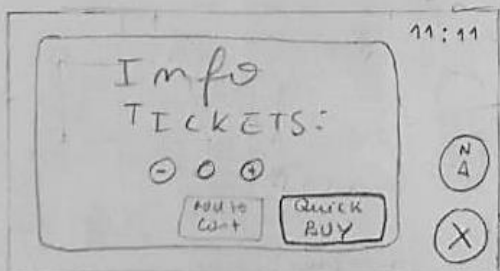 11:11
Info
TICKETS:
- 0 +
Add to
Cart
Quick
BUY
N
X